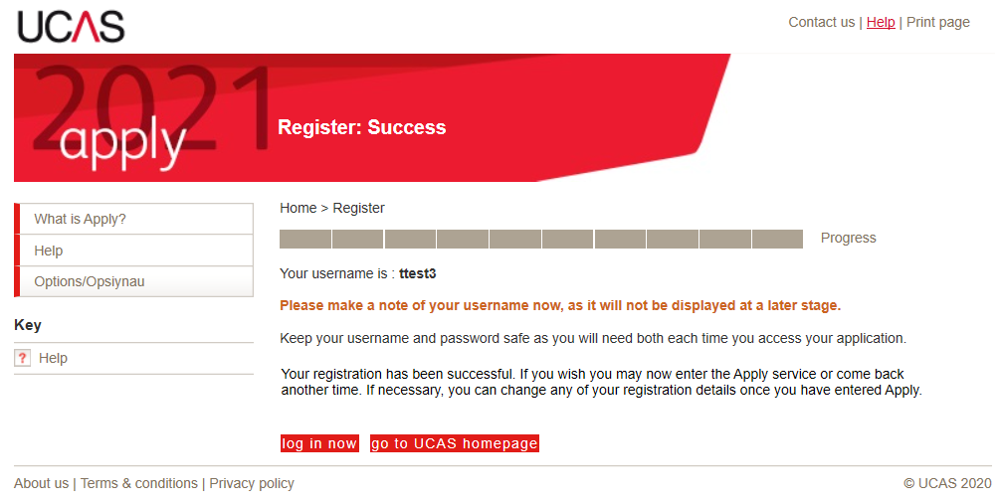 UCAS
Contact us | Help | Print page
2021
apply
Register: Success
What is Apply?
Help
Options/Opsiynau
Key
? Help
Home > Register
Progress
Your username is : ttest3
Please make a note of your username now, as it will not be displayed at a later stage.
Keep your username and password safe as you will need both each time you access your application.
Your registration has been successful. If you wish you may now enter the Apply service or come back
another time. If necessary, you can change any of your registration details once you have entered Apply.
log in now go to UCAS homepage
About us | Terms & conditions | Privacy policy
© UCAS 2020